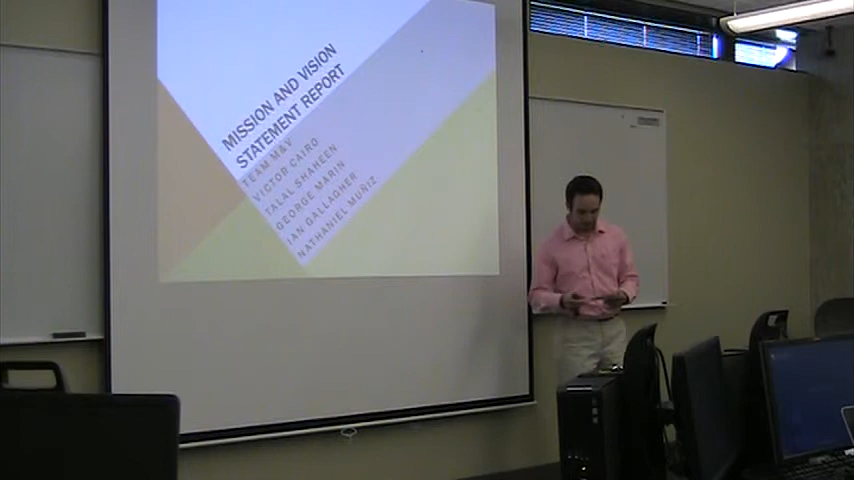 MISSION AND VISION
STATEMENT REPORT
TEAM M&V
VICTOR CAIRO
TALAL SHAHEEN
GEORGE MARIN
IAN GALLAGHER
NATHANIEL MUÑIZ